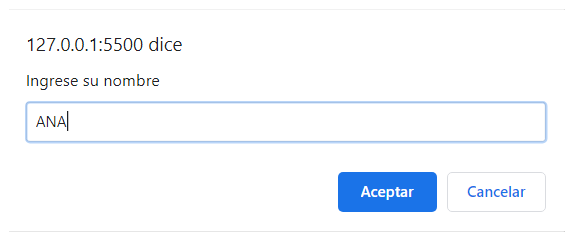 127.0.0.1:5500 dice
Ingrese su nombre
ANA
Aceptar Cancelar